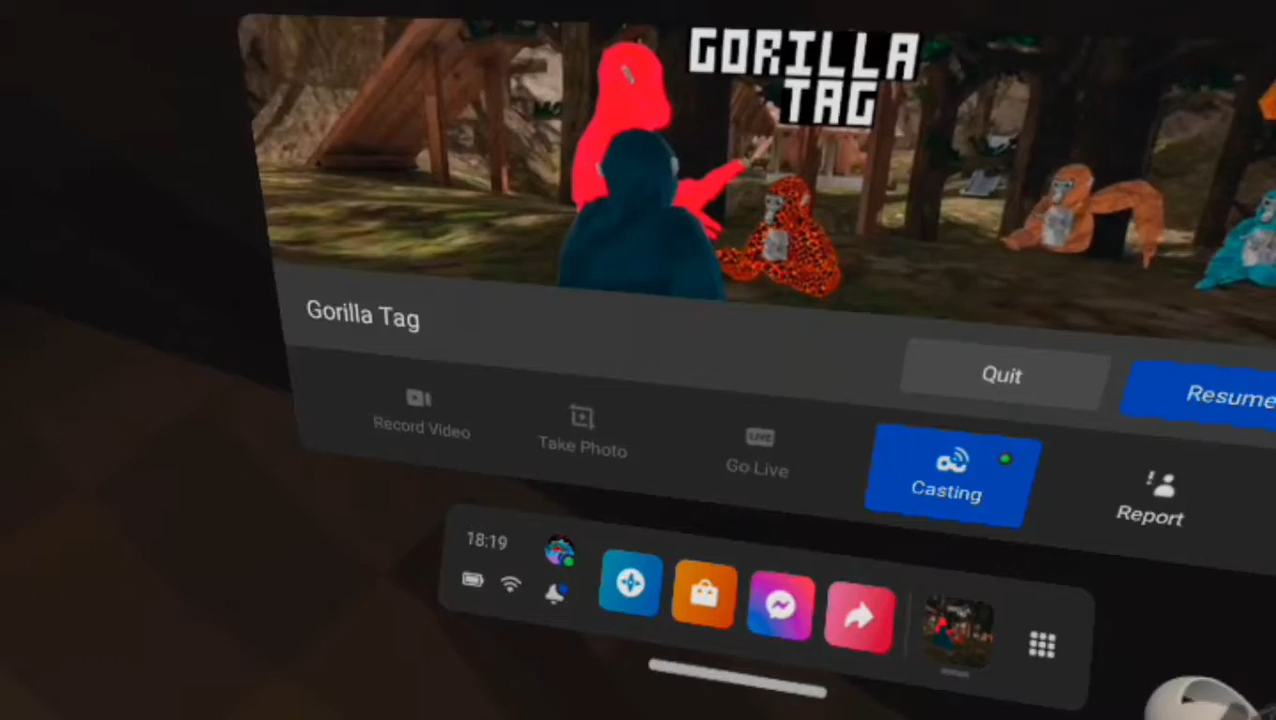 GORILLA
TAG
Gorilla Tag
Quit
Resume
Record Video
Take Photo
LIVE
Go Live
Casting
Report
18:19